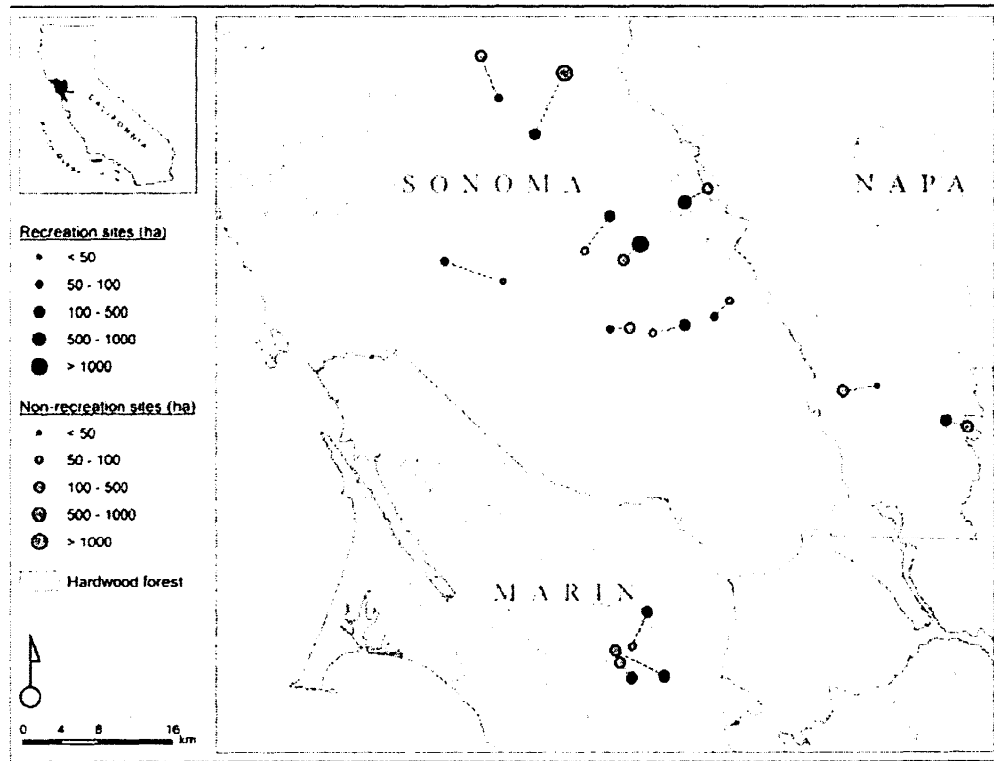 CALIFORNIA
Recreation sites (ha)
< 50
50 - 100
100 - 500
500 - 1000
> 1000
Non-recreation sites (ha)
< 50
50 - 100
100 - 500
500 - 1000
> 1000
Hardwood forest
0 4 8 16
km
SONOMA
NAPA
MARIN